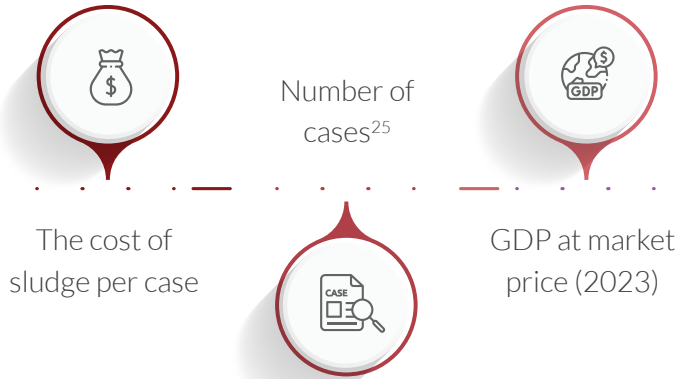 $
The cost of
sludge per case
Number of
cases25
CASE
$
GDP
GDP at market
price (2023)